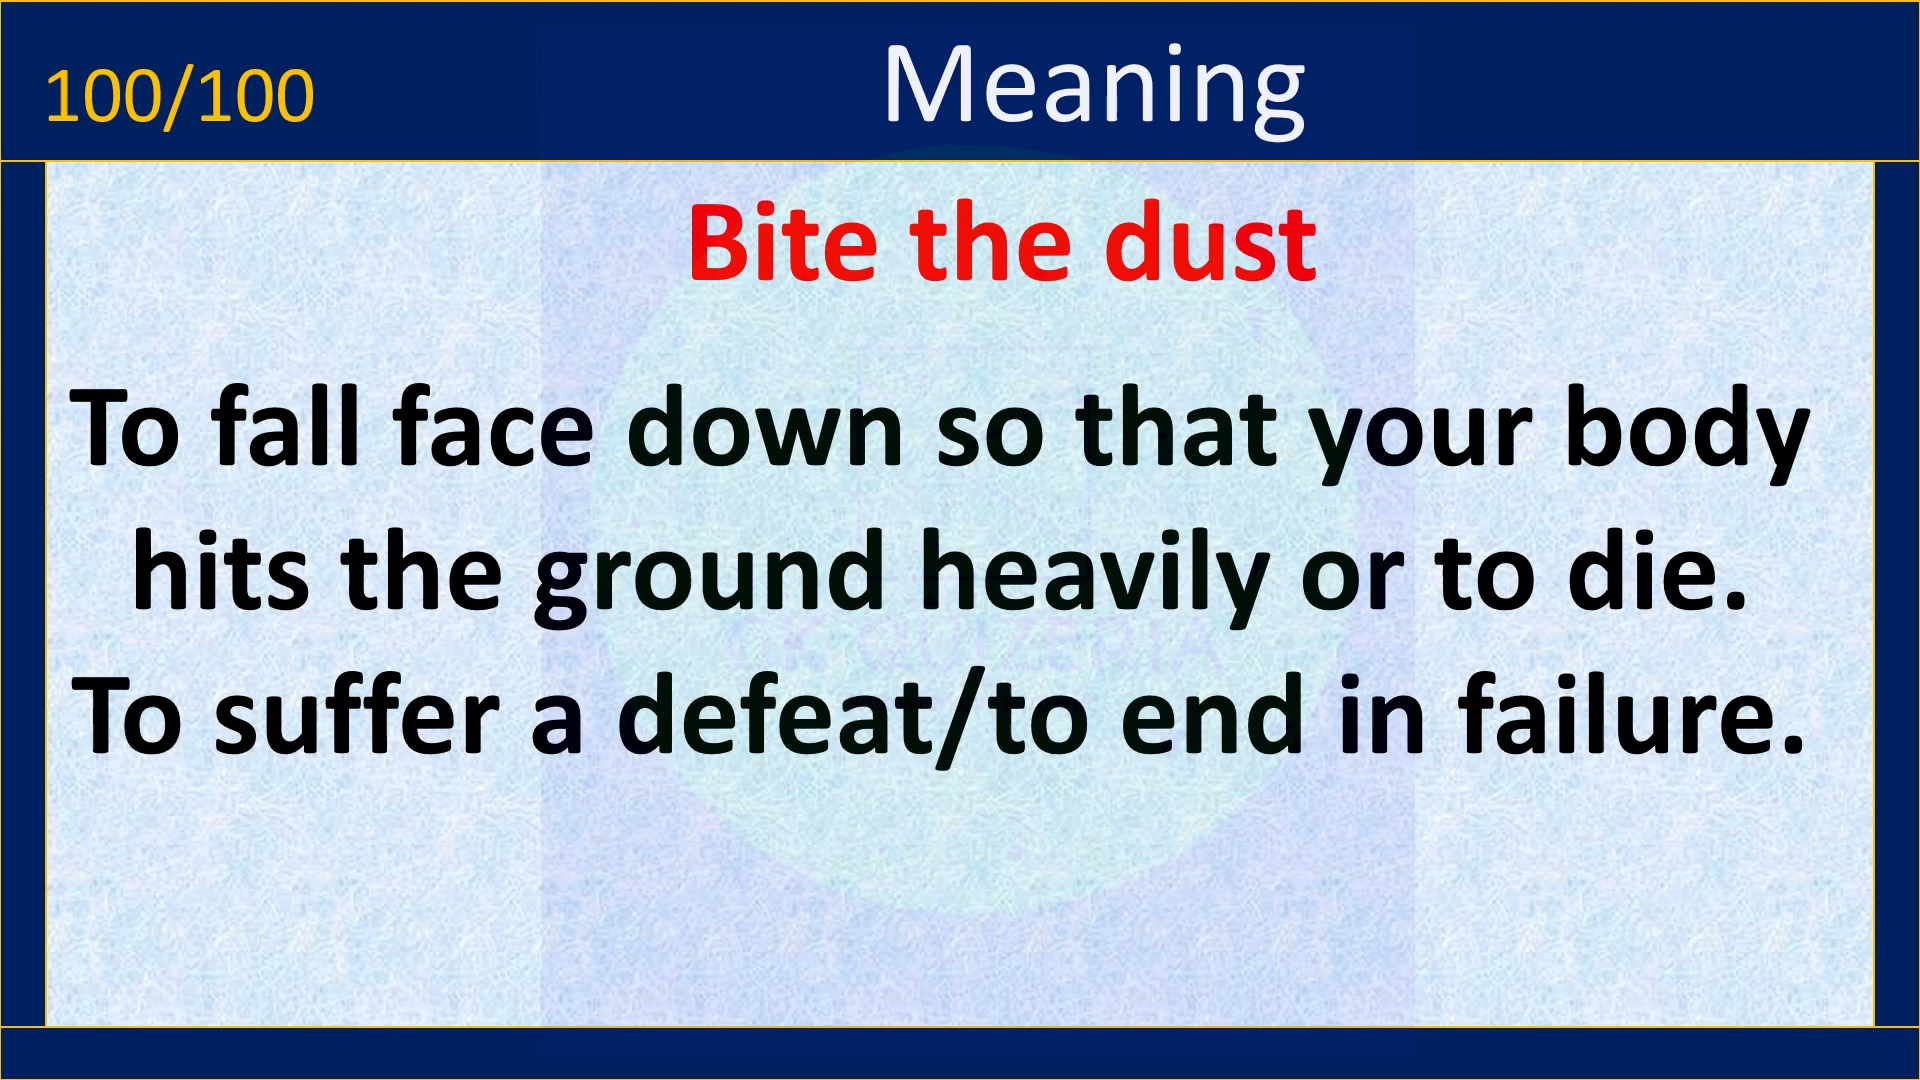 100/100
Meaning
Bite the dust
To fall face down so that your body
hits the ground heavily or to die.
To suffer a defeat/to end in failure.